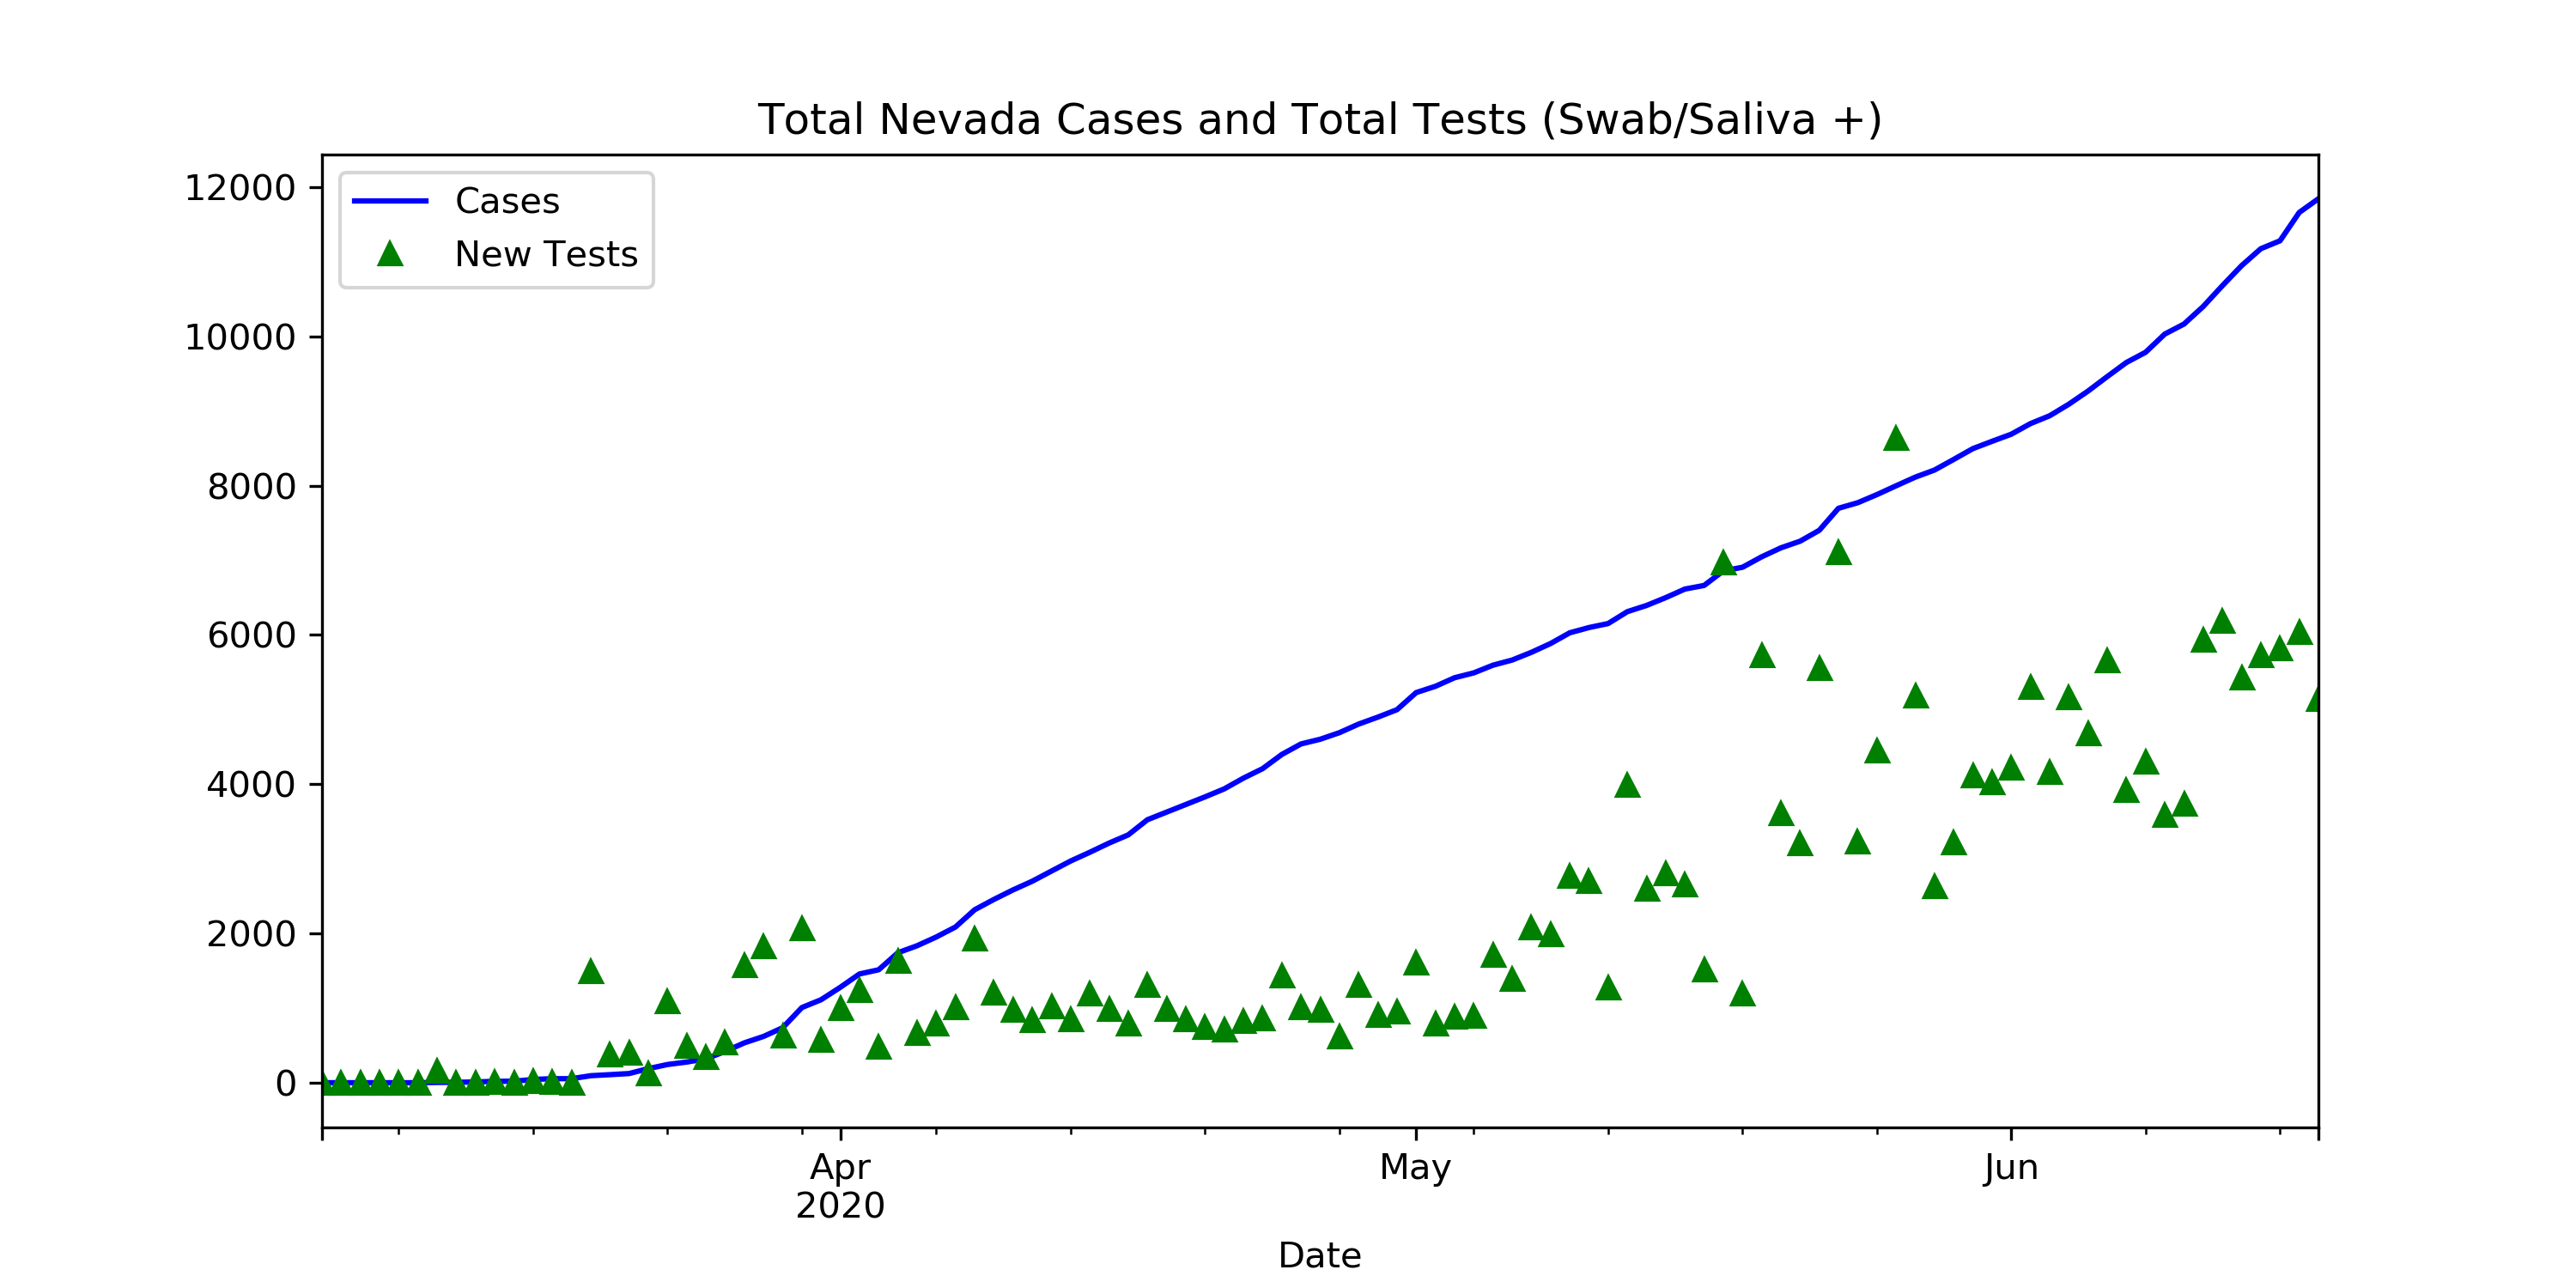 Total Nevada Cases and Total Tests (Swab/Saliva +)
12000
10000
8000
6000
4000
2000
0
Cases
New Tests
Apr
2020
May
Jun
Date